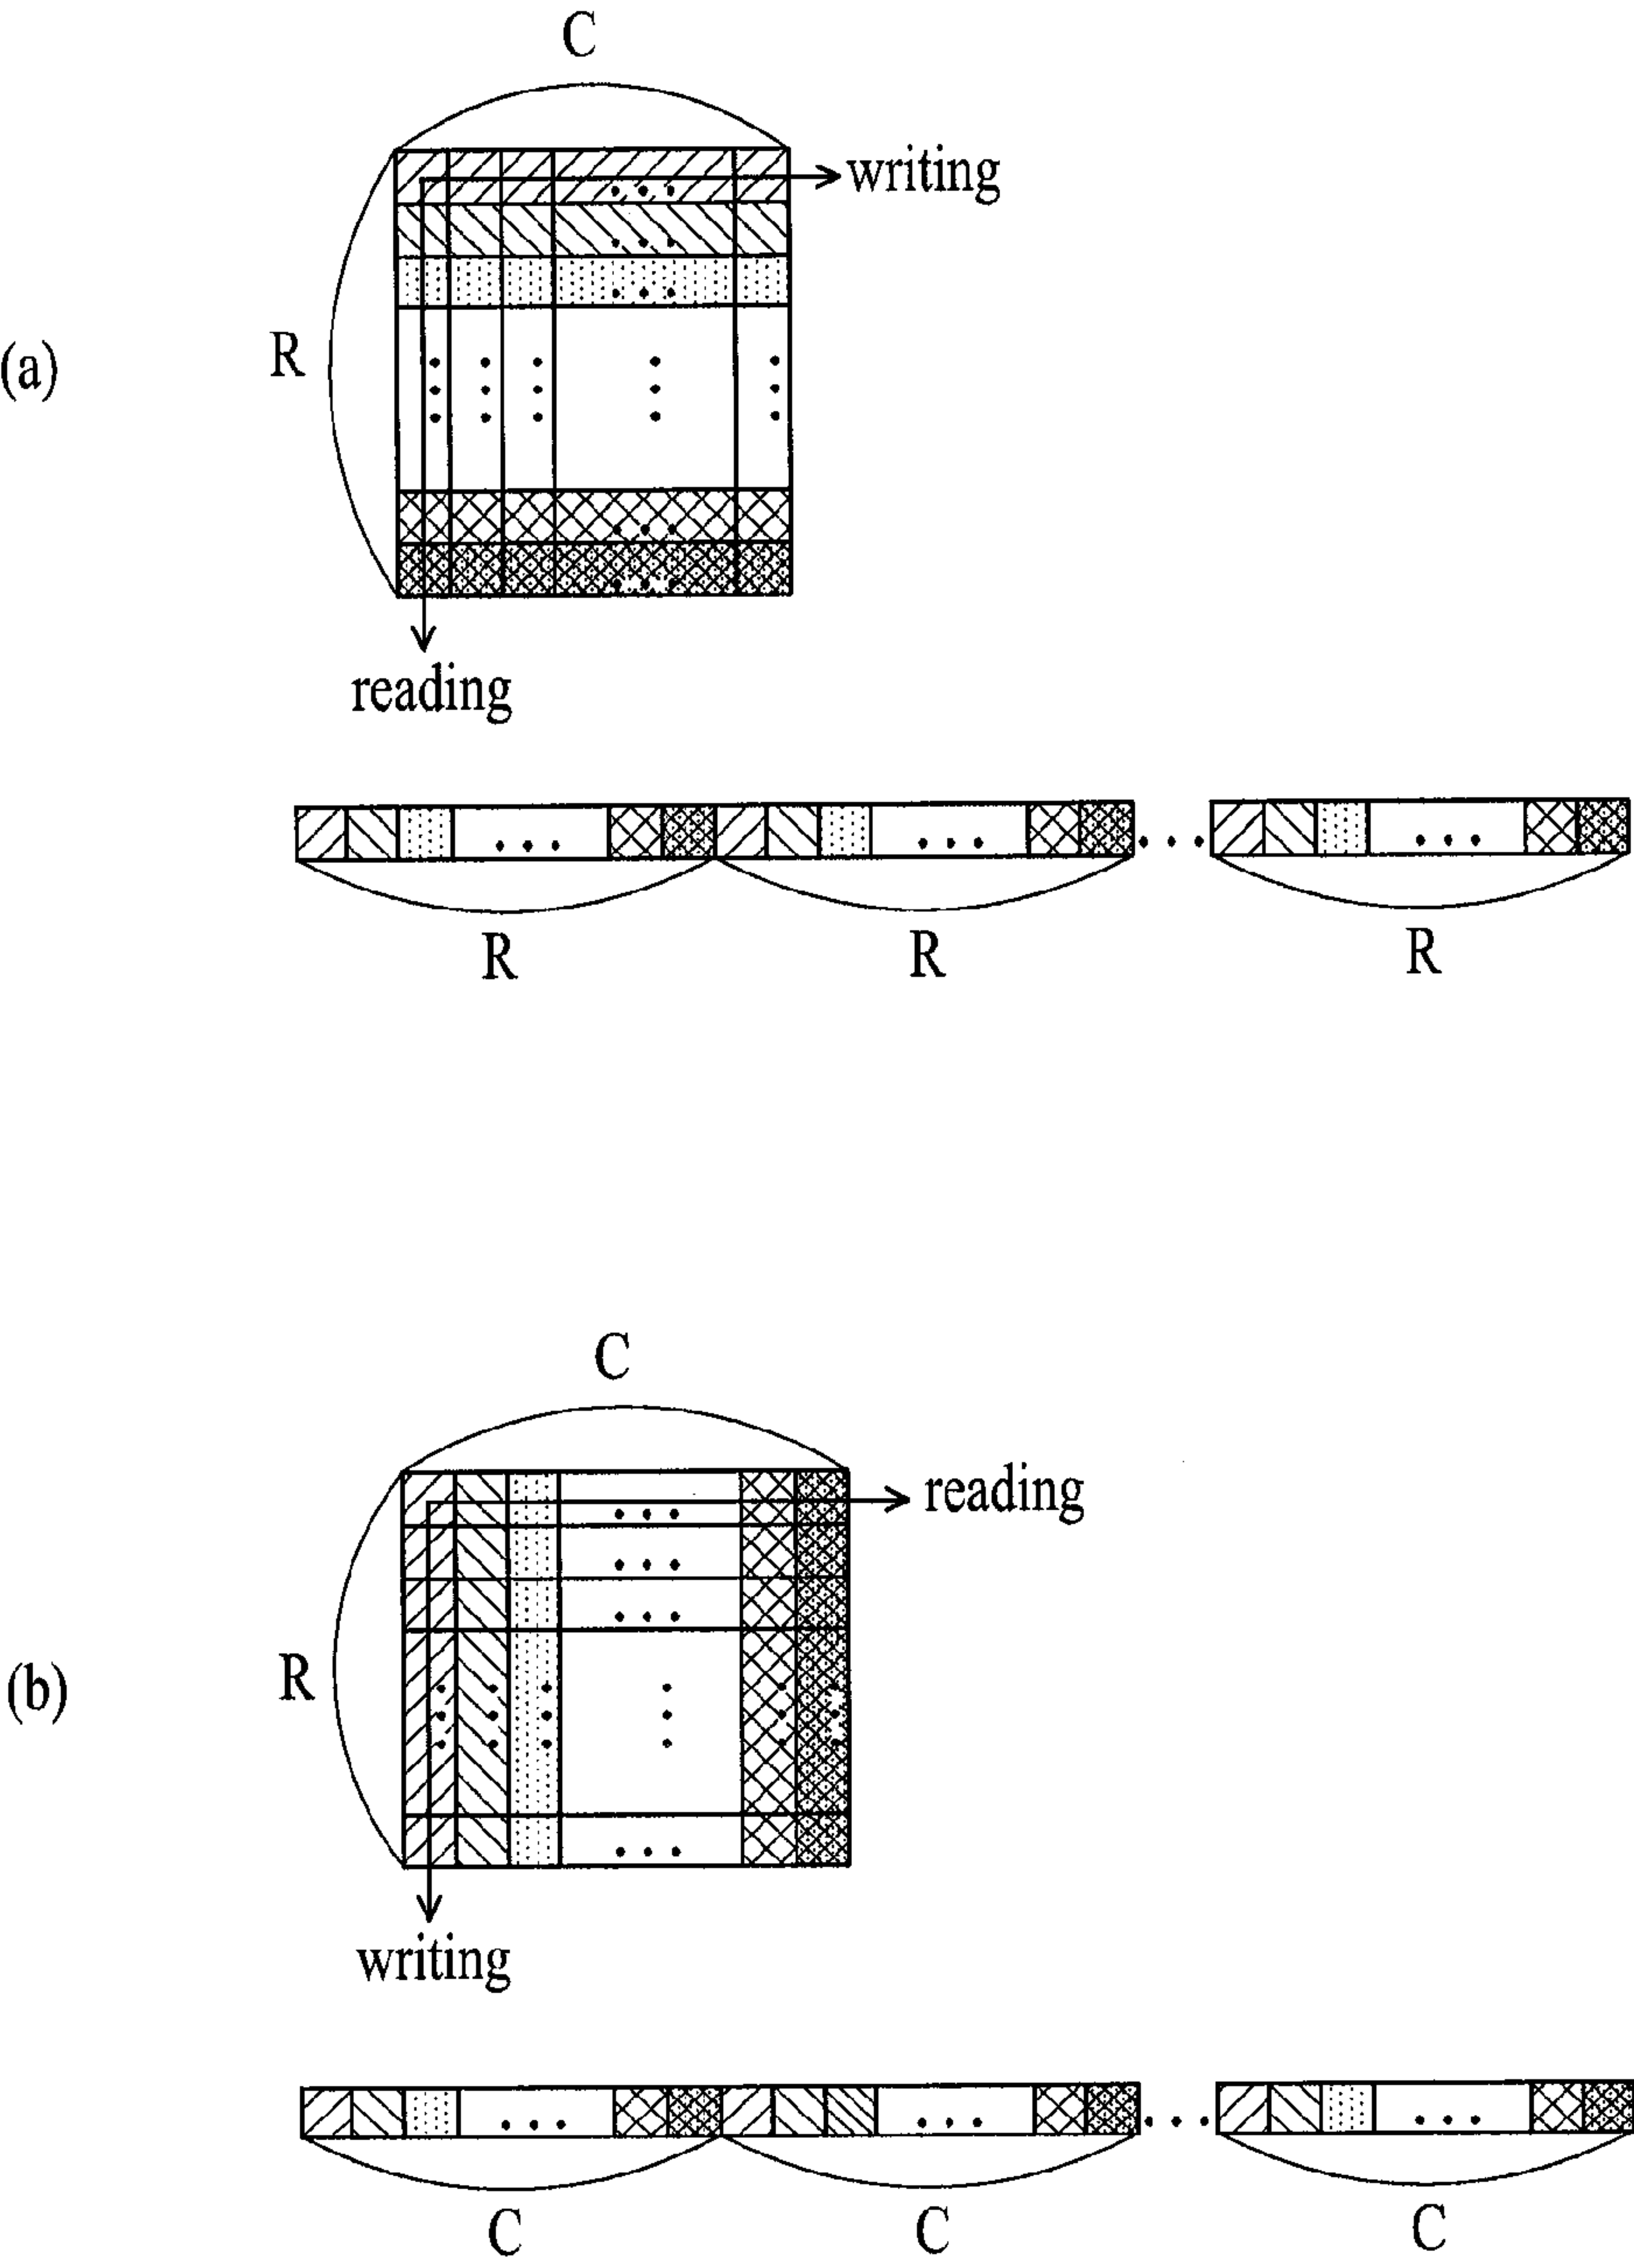 C
writing
(a)
R
reading
R R R
C
reading
(b)
R
writing
C C C